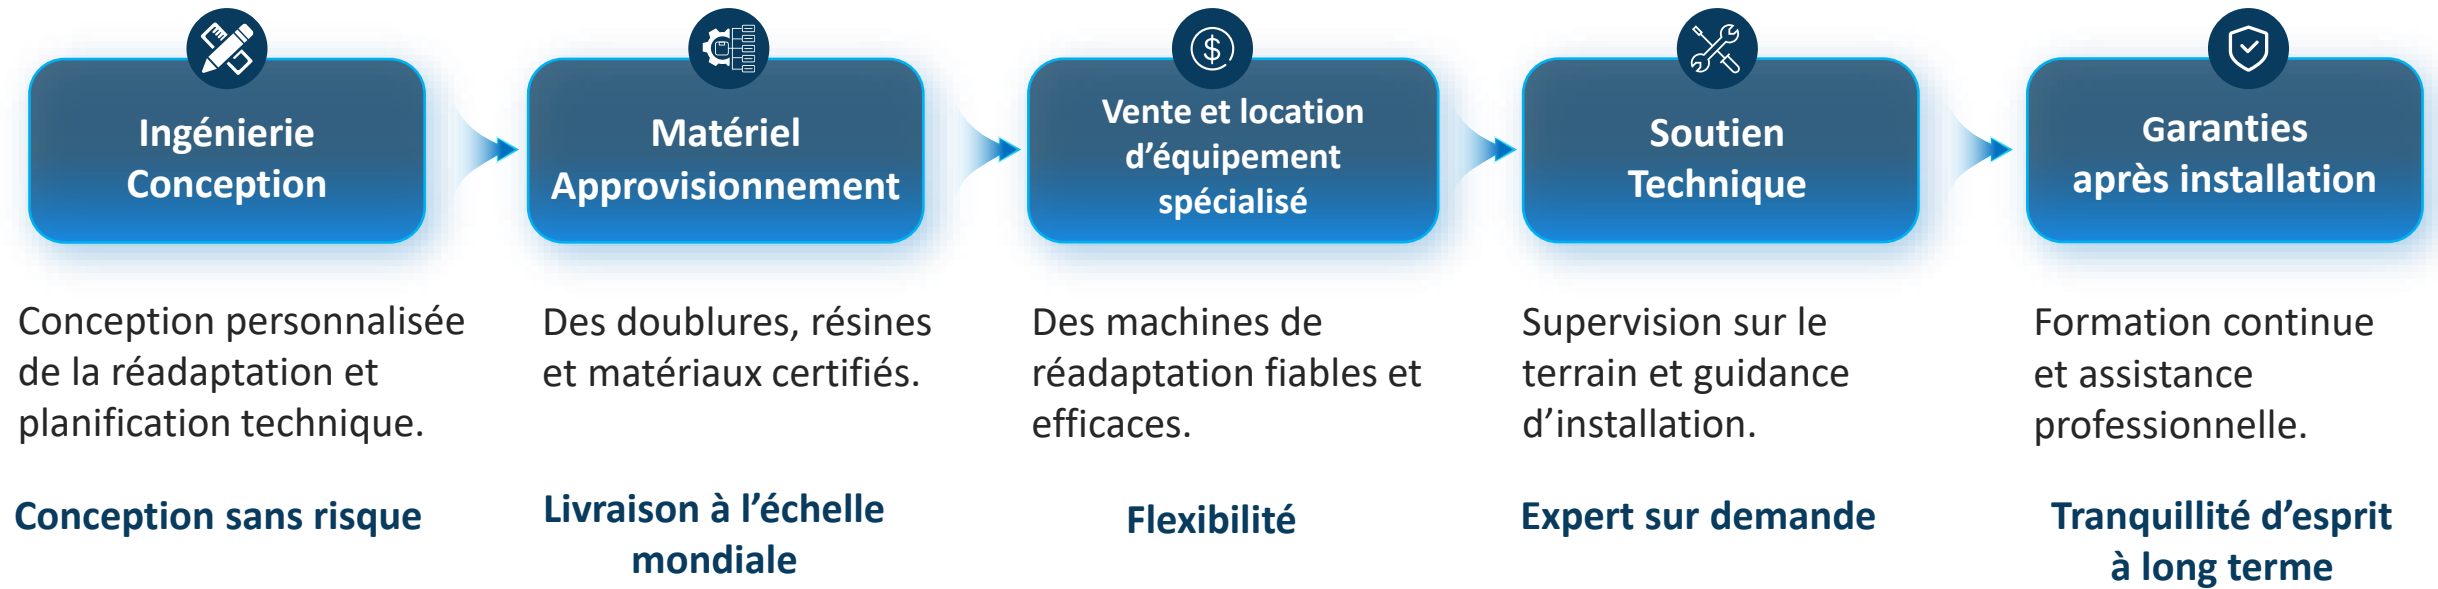 Ingénierie
Conception
Conception personnalisée
de la réadaptation et
planification technique.
Conception sans risque
Matériel
Approvisionnement
Des doublures, résines
et matériaux certifiés.
Livraison à l’échelle
mondiale
Vente et location
d’équipement
spécialisé
Des machines de
réadaptation fiables et
efficaces.
Flexibilité
Soutien
Technique
Supervision sur le
terrain et guidance
d’installation.
Expert sur demande
Garanties
après installation
Formation continue
et assistance
professionnelle.
Tranquillité d’esprit
à long terme